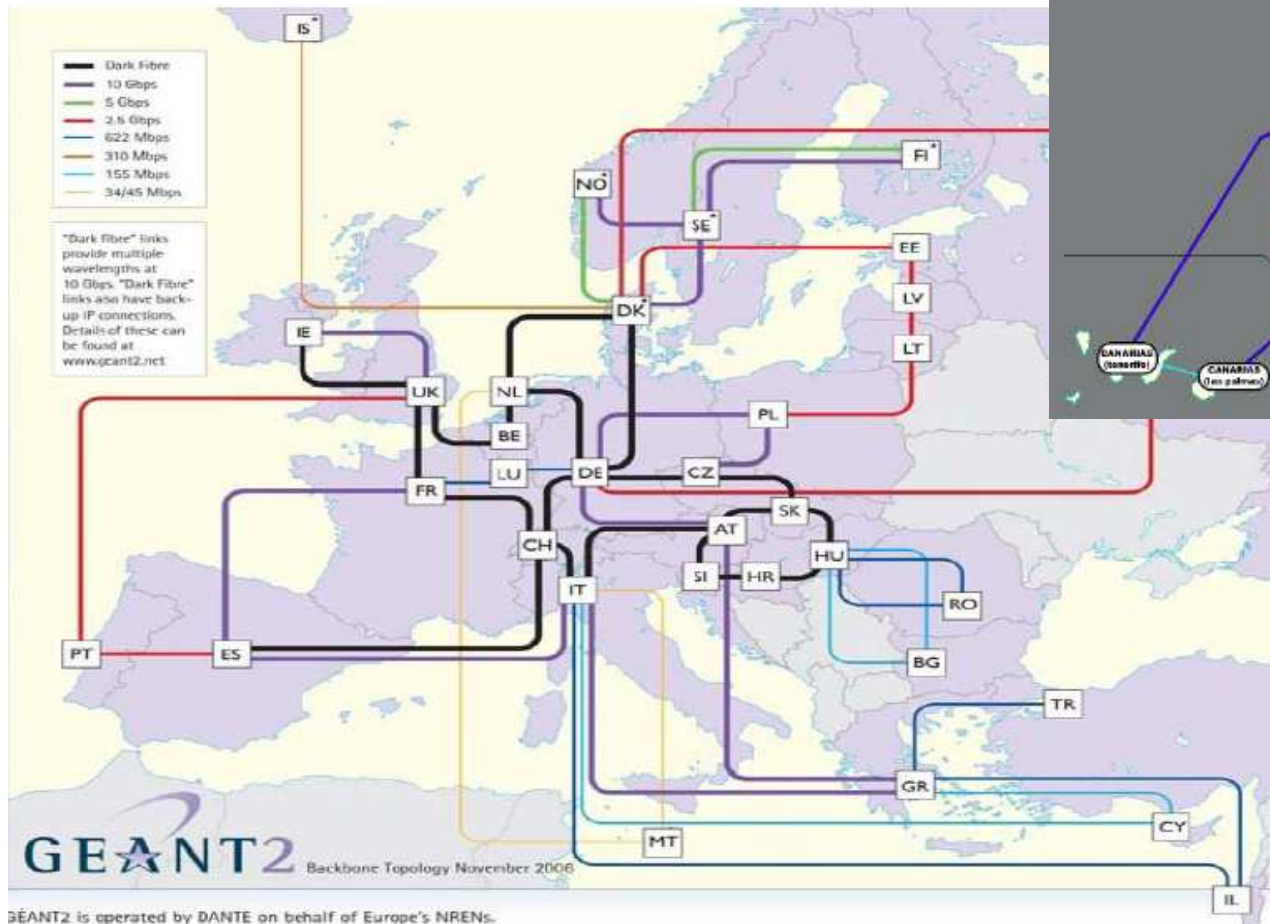 IS*
Dark Fibre
10 Gbps
5 Gbps
2.5 Gbps
622 Mbps
310 Mbps
155 Mbps
34/45 Mbps
"Dark fibre" links
provide multiple
wavelengths at
10 Gbps. "Dark Fibre"
links also have back-
up IP connections.
Details of these can
be found at
www.geant2.net
FI*
NO*
SE*
EE
DK*
LV
IE
LT
CANARIAS
(tenerife)
CANARIAS
(las palmas)
UK
NL
PL
BE
LU
DE
CZ
FR
SK
AT
CH
HU
SI
HR
IT
RO
PT
ES
BG
TR
GR
CY
MT
GEANT2 Backbone Topology November 2006
IL
GÉANT2 is operated by DANTE on behalf of Europe's NRENs.